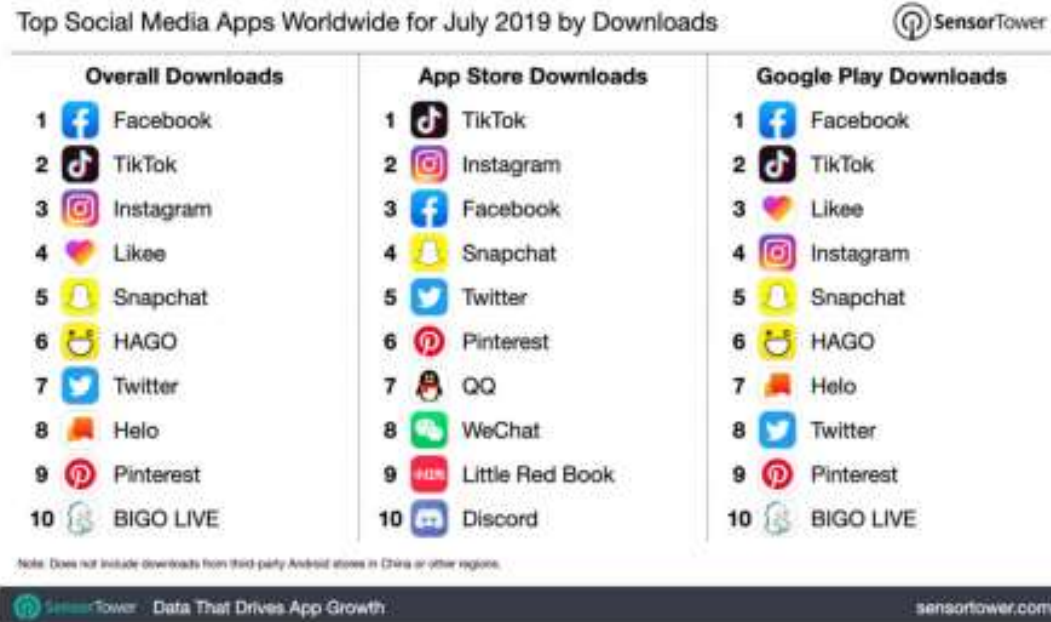 Top Social Media Apps Worldwide for July 2019 by Downloads
SensorTower
Overall Downloads
1 Facebook
2 TikTok
3 Instagram
4 Likee
5 Snapchat
6 HAGO
7 Twitter
8 Helo
9 Pinterest
10 BIGO LIVE
App Store Downloads
1 TikTok
2 Instagram
3 Facebook
4 Snapchat
5 Twitter
6 Pinterest
7 QQ
8 WeChat
9 Little Red Book
10 Discord
Google Play Downloads
1 Facebook
2 TikTok
3 Likee
4 Instagram
5 Snapchat
6 HAGO
7 Helo
8 Twitter
9 Pinterest
10 BIGO LIVE
Note: Does not include downloads from third-party Android stores in China or other regions.
SensorTower Data That Drives App Growth
sensortower.com